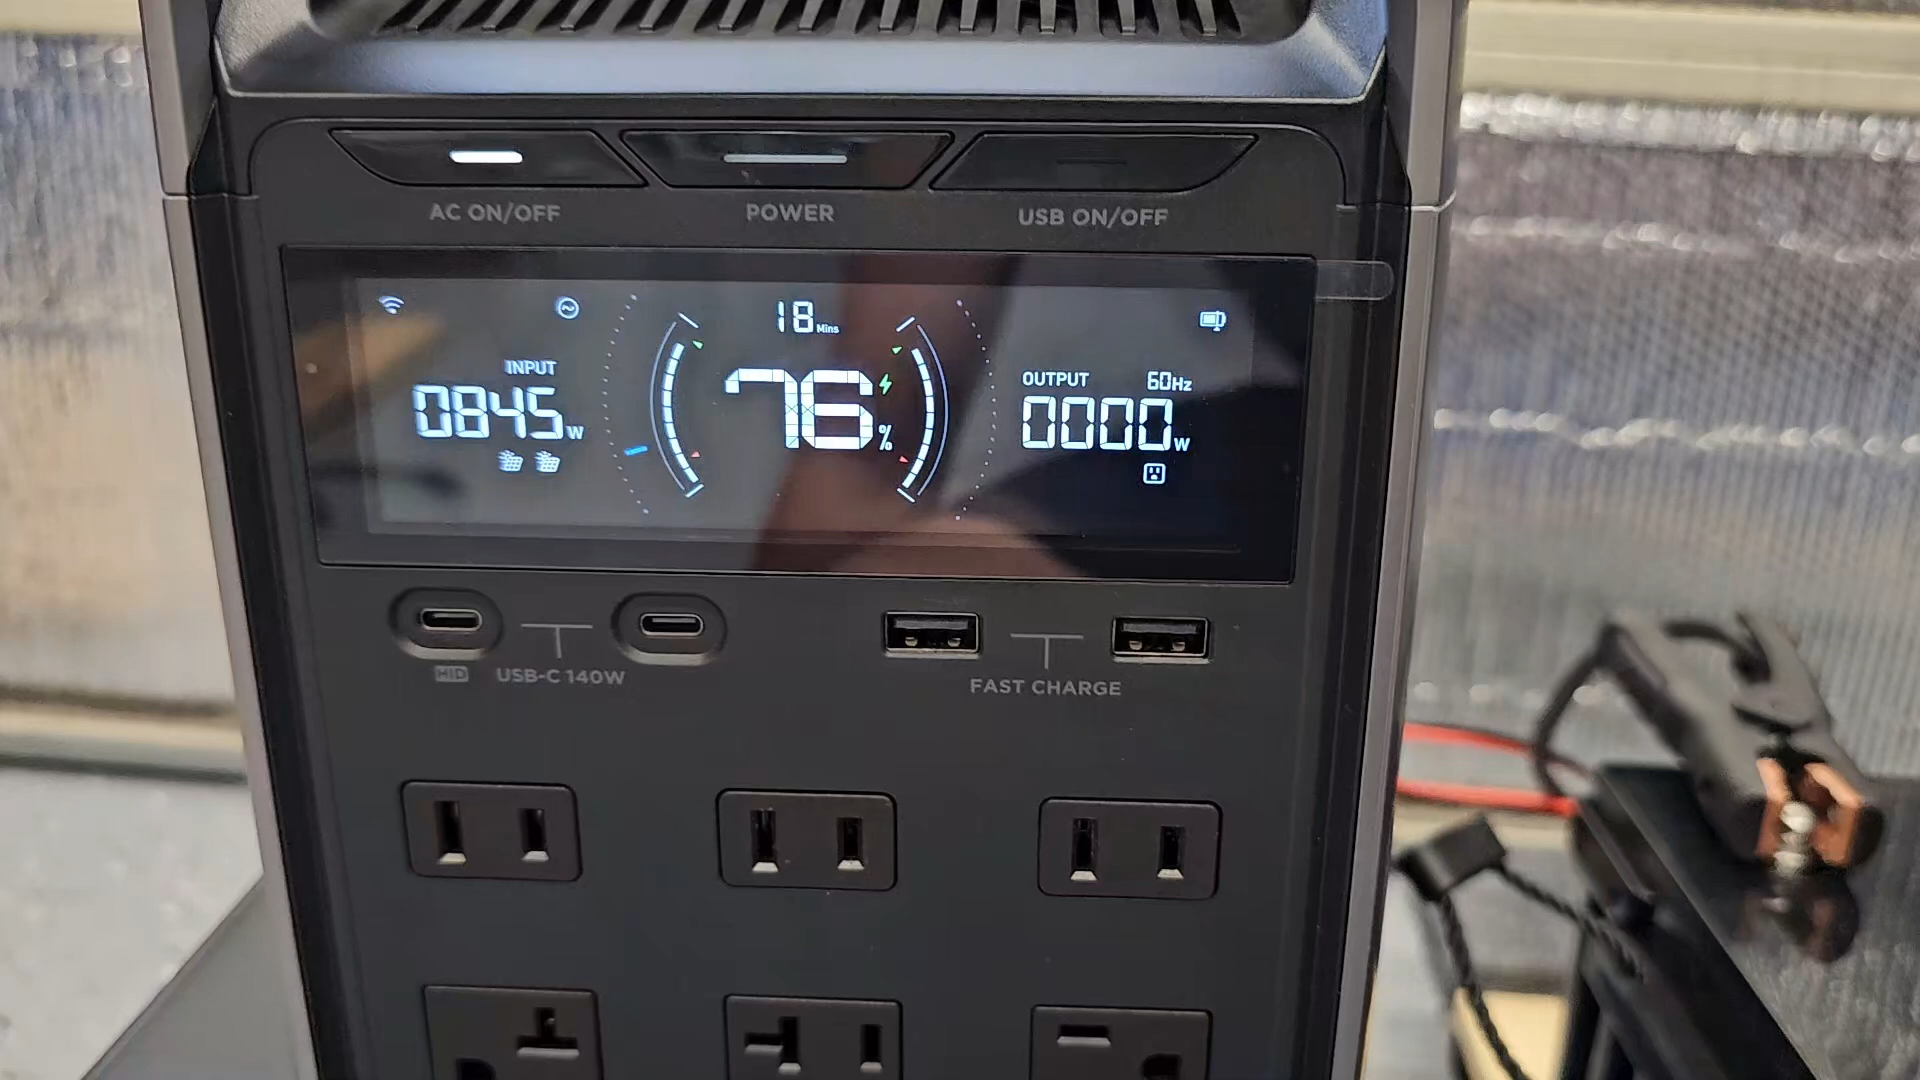 AC ON/OFF
POWER
USB ON/OFF
18 Mins
INPUT
0845 W
76 %
OUTPUT 60Hz
0000 W
HID
USB-C 140W
FAST CHARGE